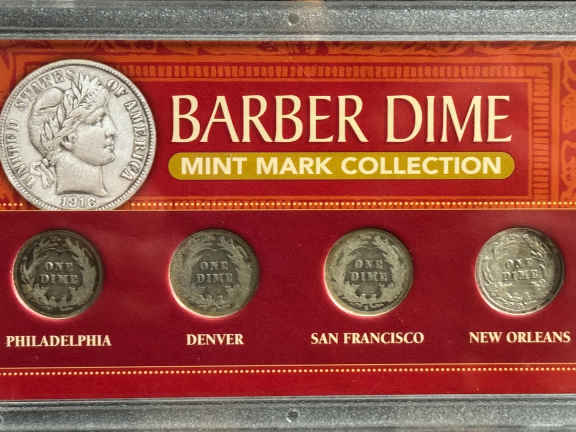 UNITED STATES OF AMERICA
1916
BARBER DIME
MINT MARK COLLECTION
ONE
DIME
ONE
DIME
ONE
DIME
ONE
DIME
PHILADELPHIA
DENVER
SAN FRANCISCO
NEW ORLEANS